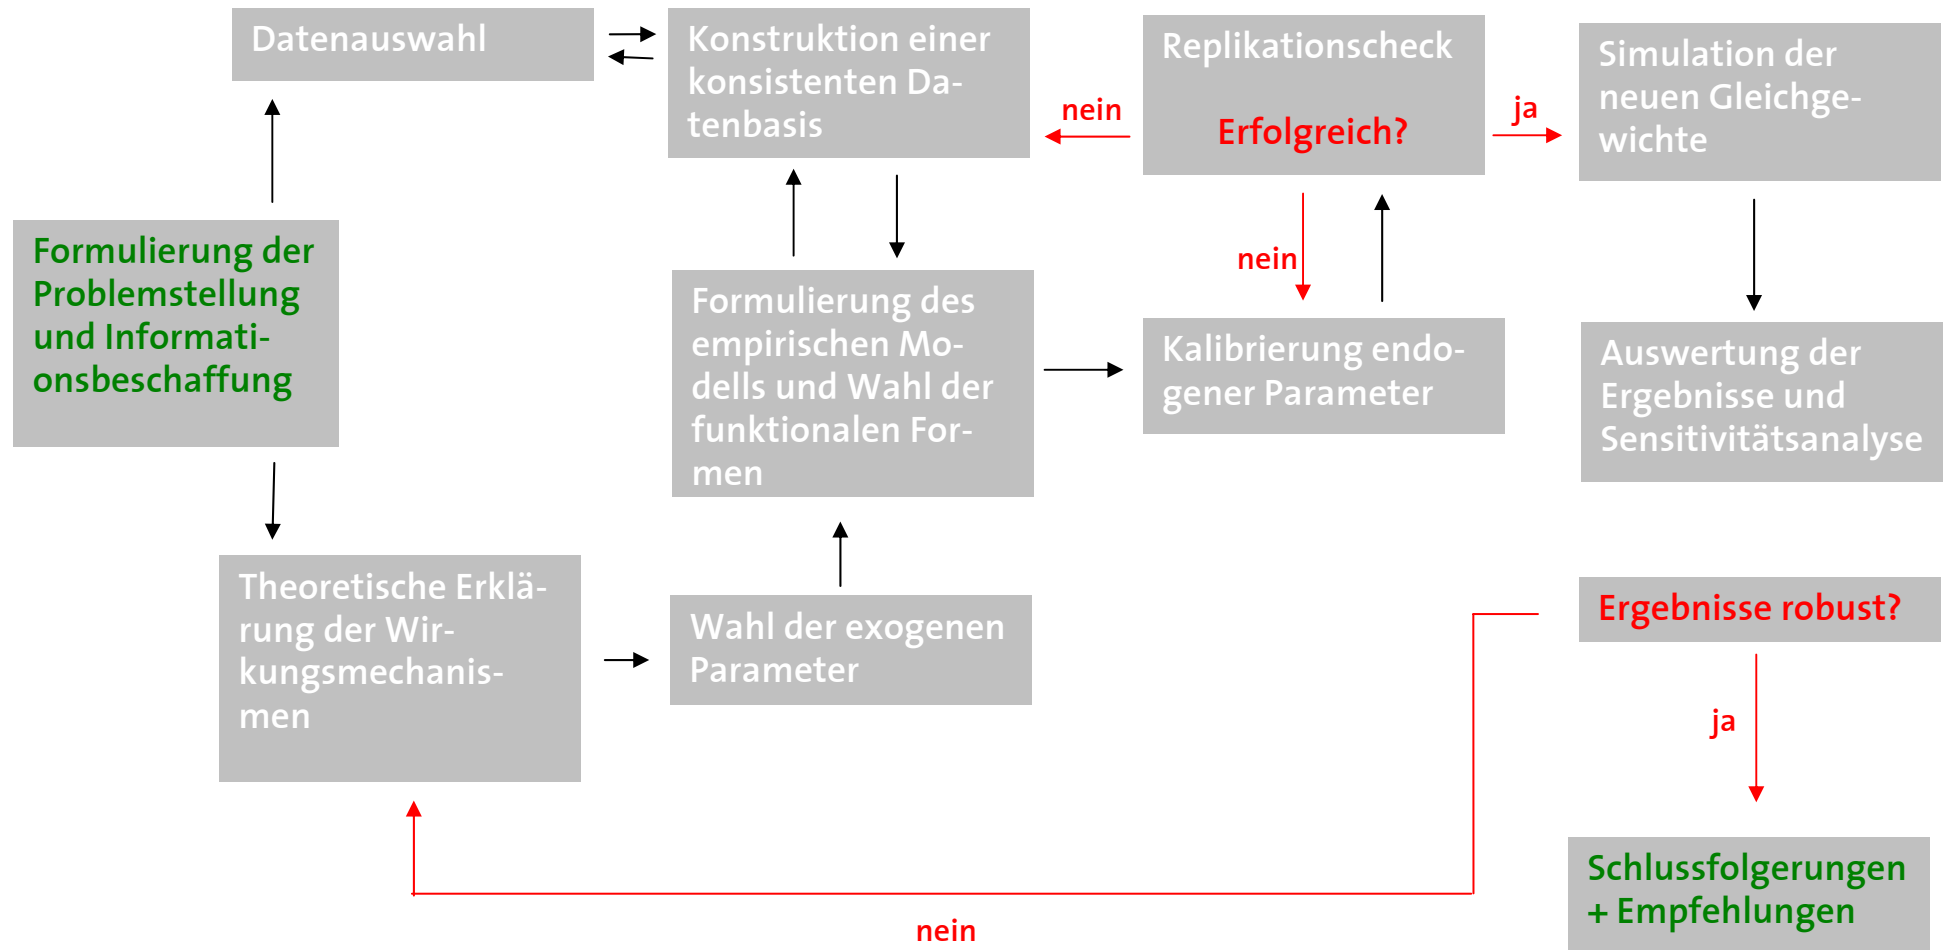 Datenauswahl
Konstruktion einer
konsistenten Da-
tenbasis
nein
Replikationscheck
Erfolgreich?
ja
Simulation der
neuen Gleichge-
wichte
Formulierung der
Problemstellung
und Informati-
onsbeschaffung
Formulierung des
empirischen Mo-
dells und Wahl der
funktionalen For-
men
nein
Kalibrierung endo-
gener Parameter
Auswertung der
Ergebnisse und
Sensitivitätsanalyse
Theoretische Erklä-
rung der Wir-
kungsmechanis-
men
Wahl der exogenen
Parameter
Ergebnisse robust?
ja
Schlussfolgerungen
+ Empfehlungen
nein